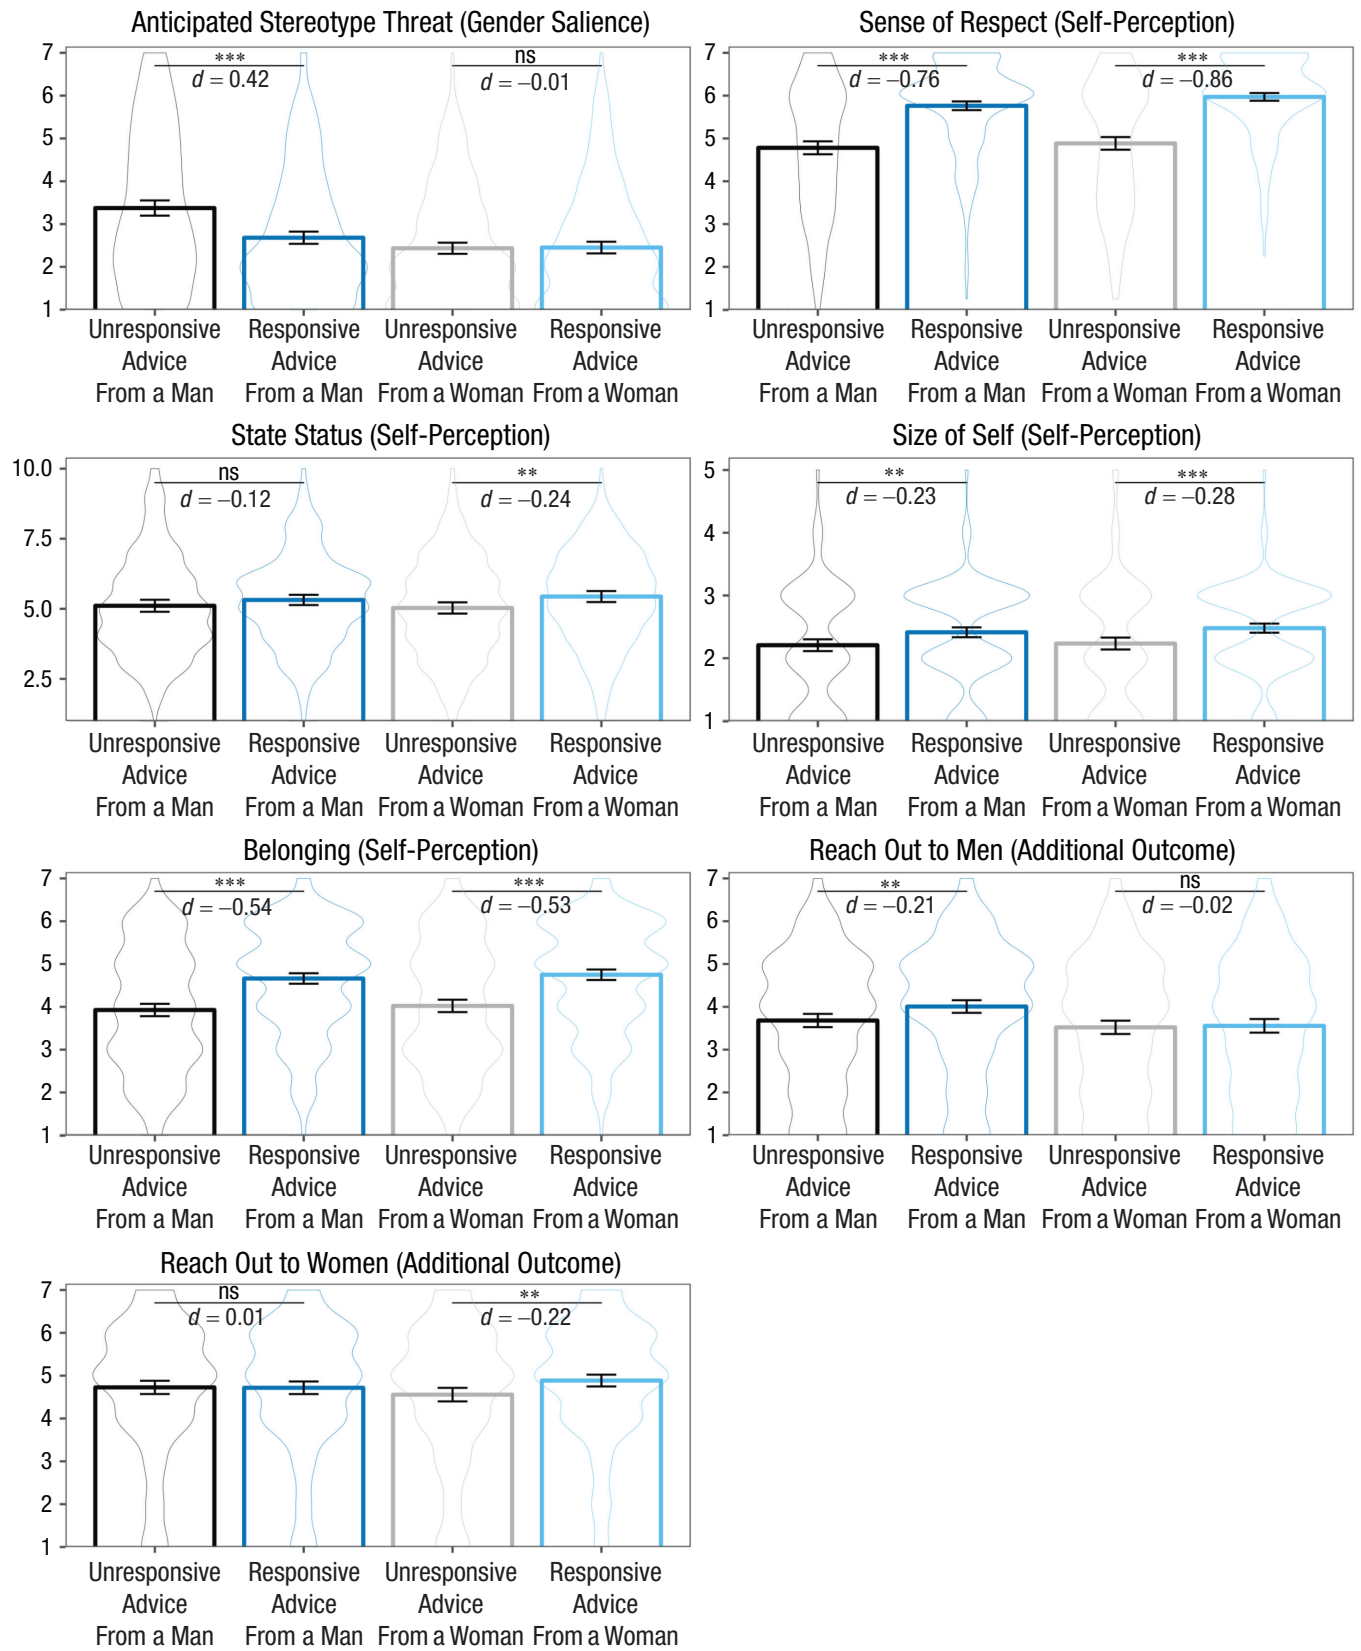 Anticipated Stereotype Threat (Gender Salience)
7
6
5
4
3
2
1
***
d = 0.42
ns
d = −0.01
Unresponsive Advice From a Man
Responsive Advice From a Man
Unresponsive Advice From a Woman
Responsive Advice From a Woman
Sense of Respect (Self-Perception)
7
6
5
4
3
2
1
***
d = −0.76
***
d = −0.86
Unresponsive Advice From a Man
Responsive Advice From a Man
Unresponsive Advice From a Woman
Responsive Advice From a Woman
State Status (Self-Perception)
10.0
7.5
5.0
2.5
ns
d = −0.12
**
d = −0.24
Unresponsive Advice From a Man
Responsive Advice From a Man
Unresponsive Advice From a Woman
Responsive Advice From a Woman
Size of Self (Self-Perception)
5
4
3
2
1
**
d = −0.23
***
d = −0.28
Unresponsive Advice From a Man
Responsive Advice From a Man
Unresponsive Advice From a Woman
Responsive Advice From a Woman
Belonging (Self-Perception)
7
6
5
4
3
2
1
***
d = −0.54
***
d = −0.53
Unresponsive Advice From a Man
Responsive Advice From a Man
Unresponsive Advice From a Woman
Responsive Advice From a Woman
Reach Out to Men (Additional Outcome)
7
6
5
4
3
2
1
**
d = −0.21
ns
d = −0.02
Unresponsive Advice From a Man
Responsive Advice From a Man
Unresponsive Advice From a Woman
Responsive Advice From a Woman
Reach Out to Women (Additional Outcome)
7
6
5
4
3
2
1
ns
d = 0.01
**
d = −0.22
Unresponsive Advice From a Man
Responsive Advice From a Man
Unresponsive Advice From a Woman
Responsive Advice From a Woman